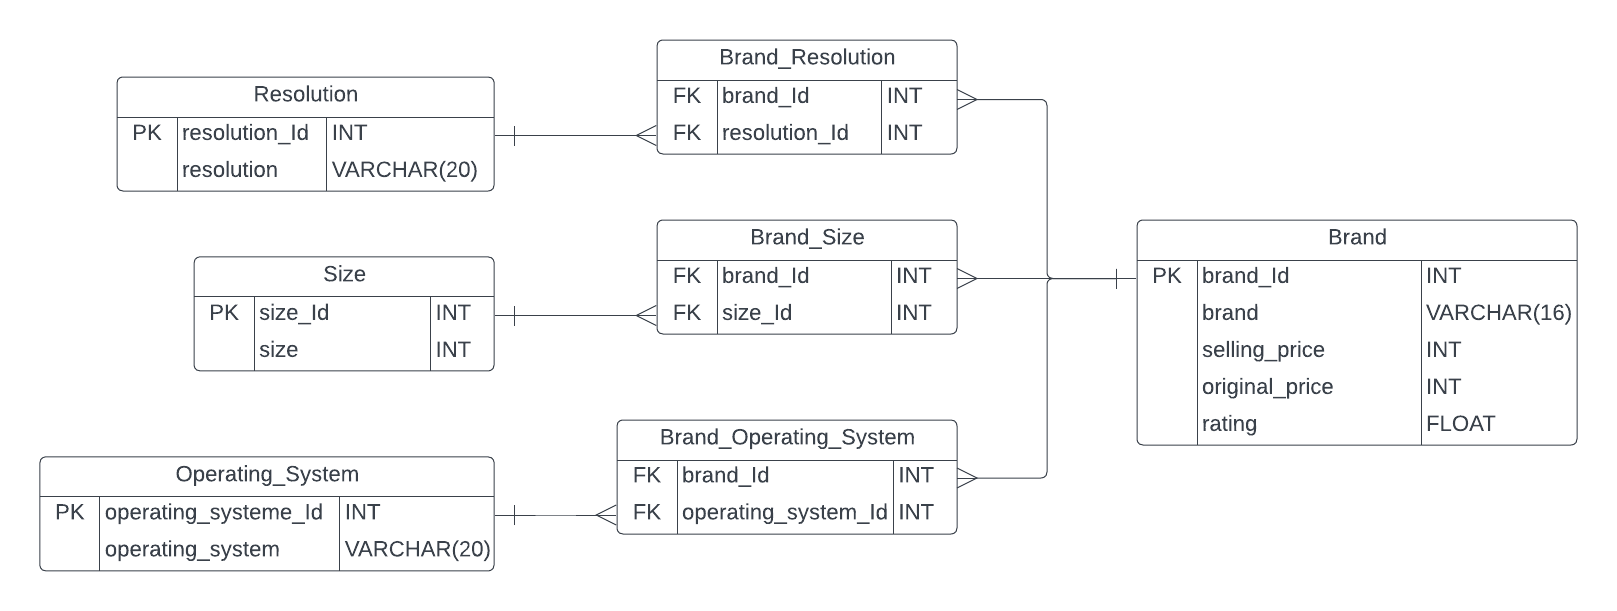 Resolution
PK resolution_Id INT
resolution VARCHAR(20)
Size
PK size_Id INT
size INT
Operating_System
PK operating_systeme_Id INT
operating_system VARCHAR(20)
Brand_Resolution
FK brand_Id INT
FK resolution_Id INT
Brand_Size
FK brand_Id INT
FK size_Id INT
Brand_Operating_System
FK brand_Id INT
FK operating_system_Id INT
Brand
PK brand_Id INT
brand VARCHAR(16)
selling_price INT
original_price INT
rating FLOAT